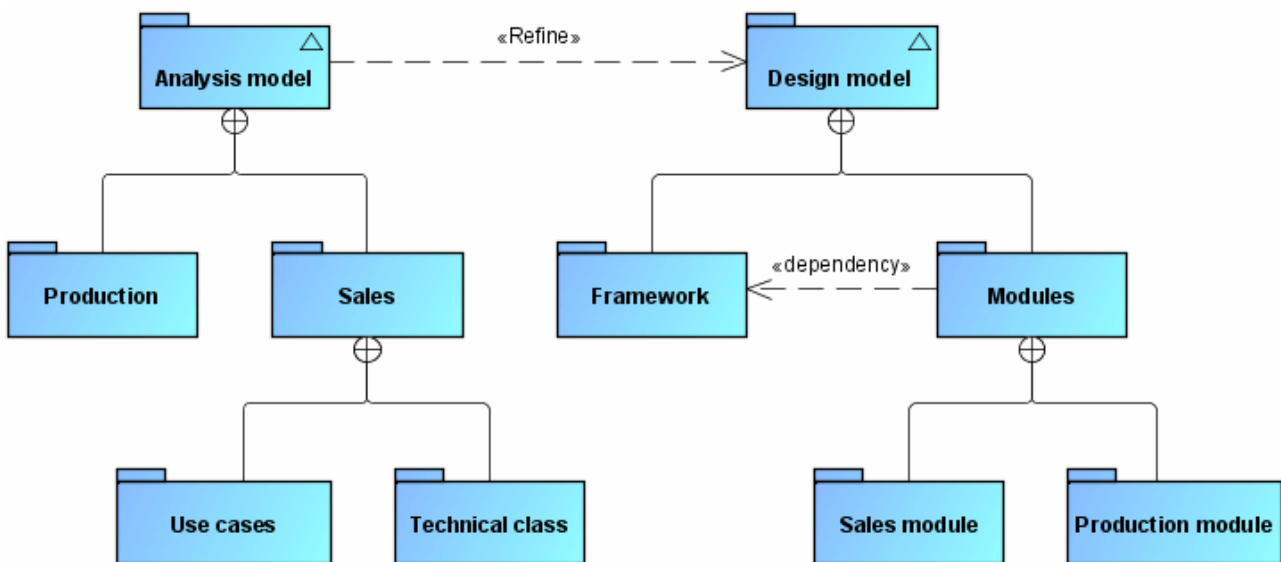 «Refine»
Analysis model
Design model
«dependency»
Production
Sales
Framework
Modules
Use cases
Technical class
Sales module
Production module